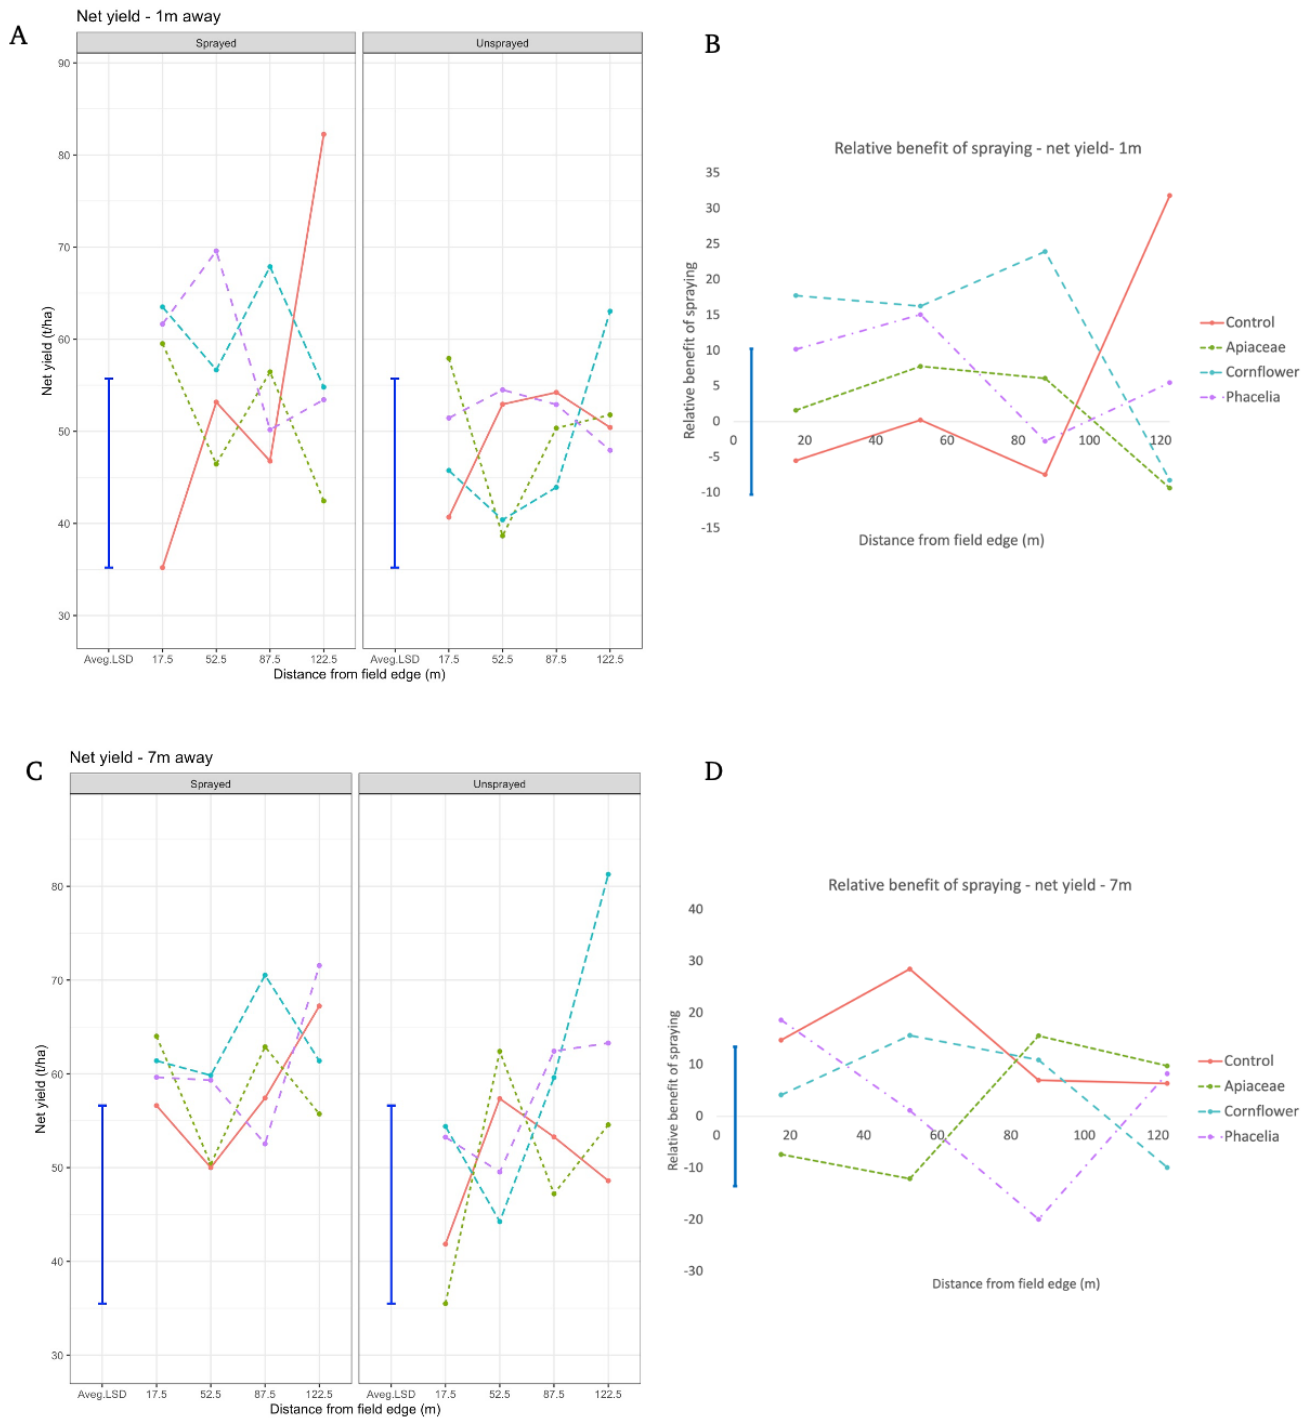 A
Net yield - 1m away
Sprayed
Unsprayed
90
80
70
60
50
40
30
Net yield (t/ha)
Aveg.LSD 17.5 52.5 87.5 122.5
Aveg.LSD 17.5 52.5 87.5 122.5
Distance from field edge (m)
B
Relative benefit of spraying - net yield- 1m
35
30
25
20
15
10
5
0
-5
-10
-15
Relative benefit of spraying
0 20 40 60 80 100 120
Distance from field edge (m)
Control
Apiaceae
Cornflower
Phacelia
C
Net yield - 7m away
Sprayed
Unsprayed
80
70
60
50
40
30
Net yield (t/ha)
Aveg.LSD 17.5 52.5 87.5 122.5
Aveg.LSD 17.5 52.5 87.5 122.5
Distance from field edge (m)
D
Relative benefit of spraying - net yield - 7m
40
30
20
10
0
-10
-20
-30
Relative benefit of spraying
0 20 40 60 80 100 120
Distance from field edge (m)
Control
Apiaceae
Cornflower
Phacelia